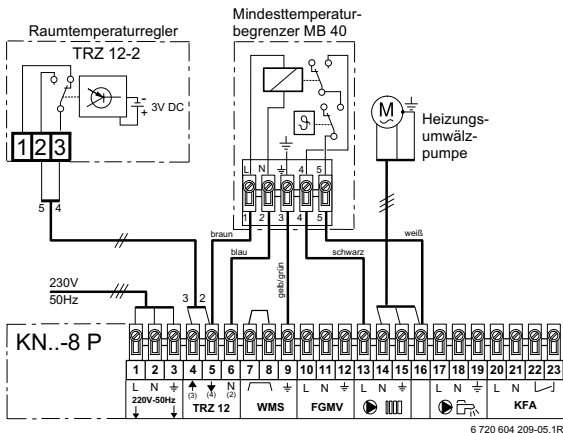 Mindesttemperatur-
Raumtemperaturregler
begrenzer MB 40
TRZ 12-2
3V DC
-
+
ϑ
M
Heizungs-
umwälz-
pumpe
1 2 3
L N 4 5
5 4
1 2 3 4 5
braun
weiß
blau
schwarz
gelb/grün
230V
50Hz
3 2
KN..-8 P
1 2 3 4 5 6 7 8 9 10 11 12 13 14 15 16 17 18 19 20 21 22 23
L N (3) (4) N (2) L N L N L N L N
220V-50Hz
TRZ 12 WMS FGMV KFA
6 720 604 209-05.1R